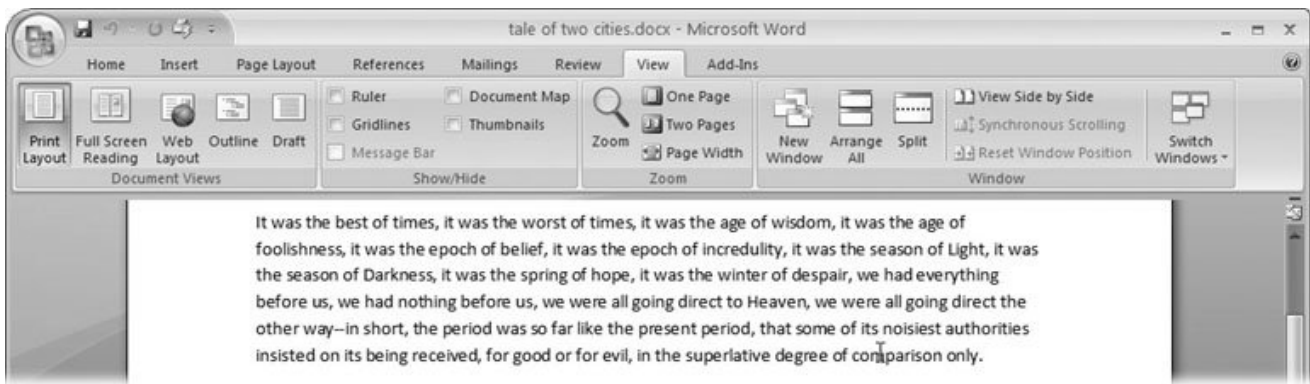 tale of two cities.docx - Microsoft Word
Home Insert Page Layout References Mailings Review View Add-Ins
Print Layout
Full Screen Reading
Web Layout
Outline
Draft
Document Views
Ruler
Gridlines
Message Bar
Document Map
Thumbnails
Show/Hide
Zoom
One Page
Two Pages
Page Width
Zoom
New Window
Arrange All
Split
View Side by Side
Synchronous Scrolling
Reset Window Position
Switch Windows
Window
It was the best of times, it was the worst of times, it was the age of wisdom, it was the age of
foolishness, it was the epoch of belief, it was the epoch of incredulity, it was the season of Light, it was
the season of Darkness, it was the spring of hope, it was the winter of despair, we had everything
before us, we had nothing before us, we were all going direct to Heaven, we were all going direct the
other way--in short, the period was so far like the present period, that some of its noisiest authorities
insisted on its being received, for good or for evil, in the superlative degree of comparison only.